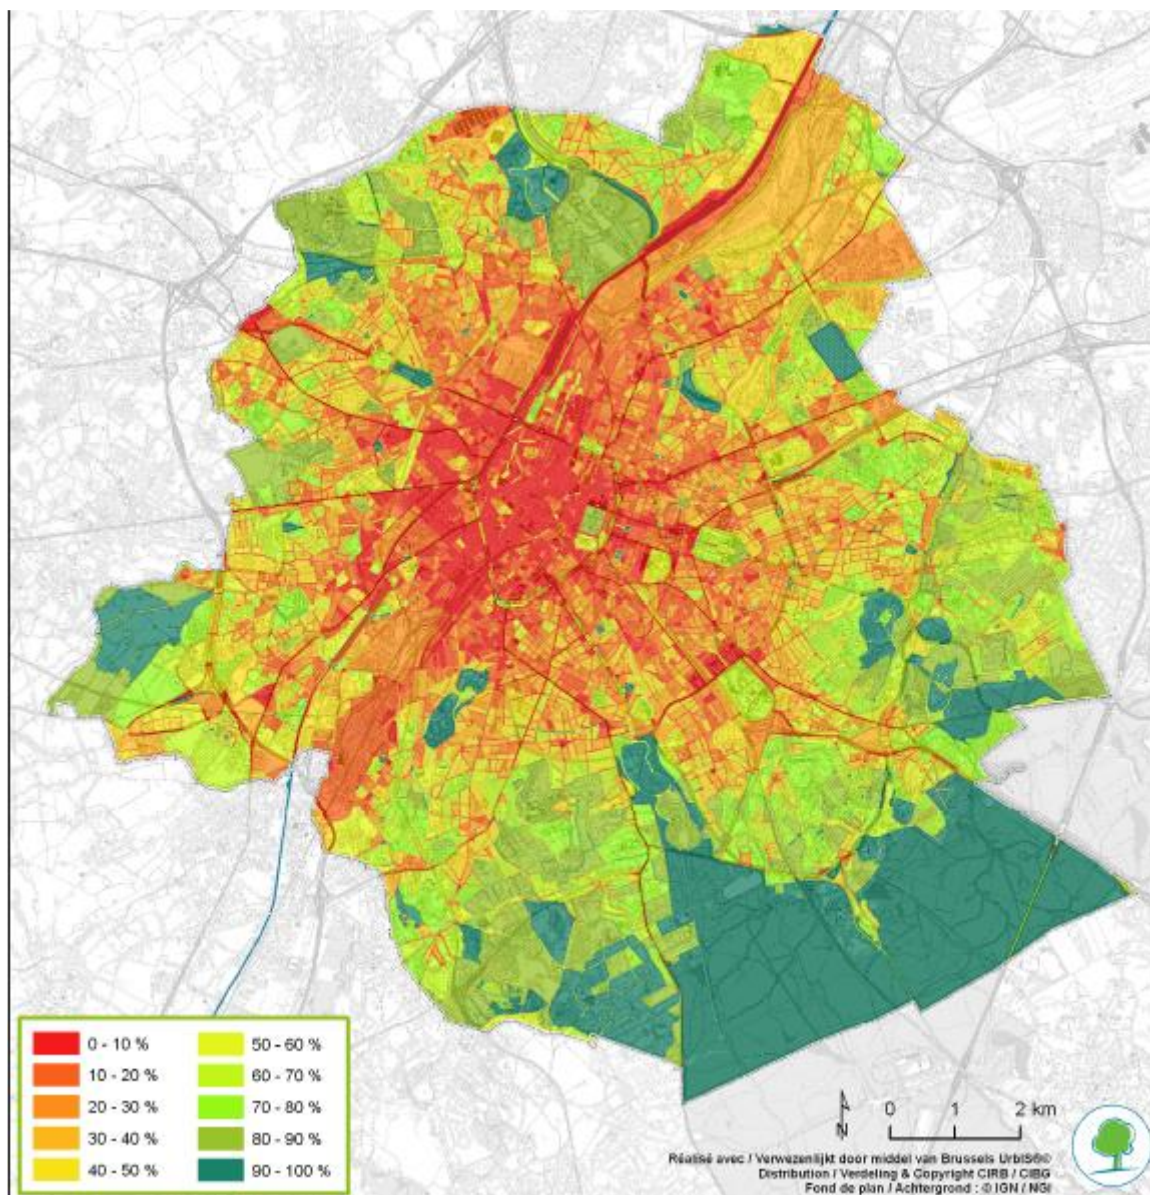 0 - 10 %
10 - 20 %
20 - 30 %
30 - 40 %
40 - 50 %
50 - 60 %
60 - 70 %
70 - 80 %
80 - 90 %
90 - 100 %
N
0 1 2 km
Réalisé avec / Verwezenlijkt door middel van Brussels UrbIS®©
Distribution / Verdeling & Copyright CIRB / CIBG
Fond de plan / Achtergrond : © IGN / NGI